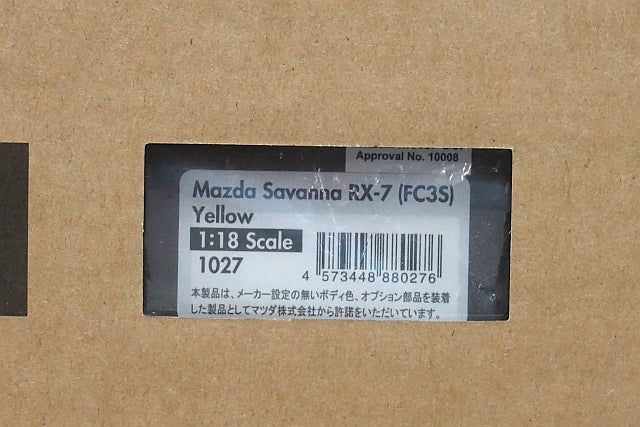 Approval No. 10008
Mazda Savanna RX-7 (FC3S)
Yellow
1:18 Scale
1027
4 573448 880276
本製品は、メーカー設定の無いボディ色、オプション部品を装着
した製品としてマツダ株式会社から許諾をいただいています。